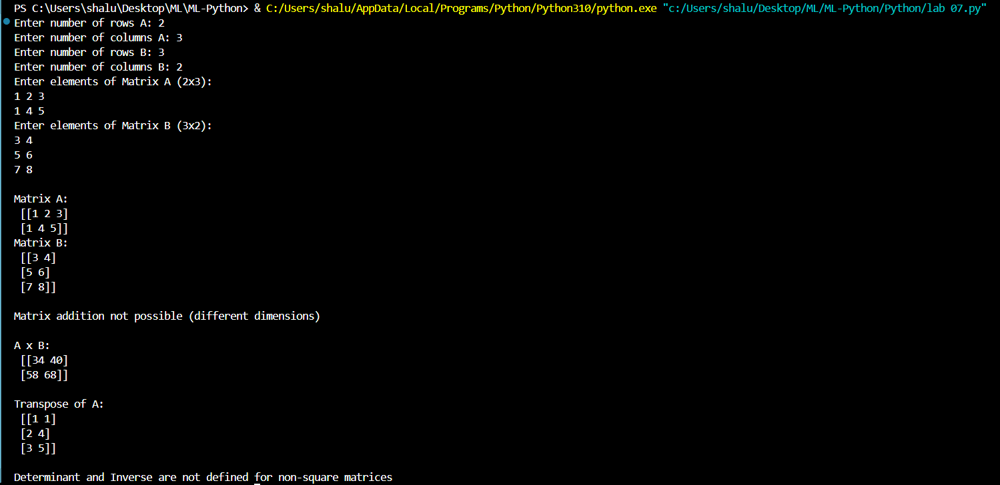 PS C:\Users\shalu\Desktop\ML\ML-Python> & C:/Users/shalu/AppData/Local/Programs/Python/Python310/python.exe "c:/Users/shalu/Desktop/ML/ML-Python/Python/lab 07.py"
Enter number of rows A: 2
Enter number of columns A: 3
Enter number of rows B: 3
Enter number of columns B: 2
Enter elements of Matrix A (2x3):
1 2 3
1 4 5
Enter elements of Matrix B (3x2):
3 4
5 6
7 8

Matrix A:
 [[1 2 3]
 [1 4 5]]
Matrix B:
 [[3 4]
 [5 6]
 [7 8]]

Matrix addition not possible (different dimensions)

A x B:
 [[34 40]
 [58 68]]

Transpose of A:
 [[1 1]
 [2 4]
 [3 5]]

Determinant and Inverse are not defined for non-square matrices